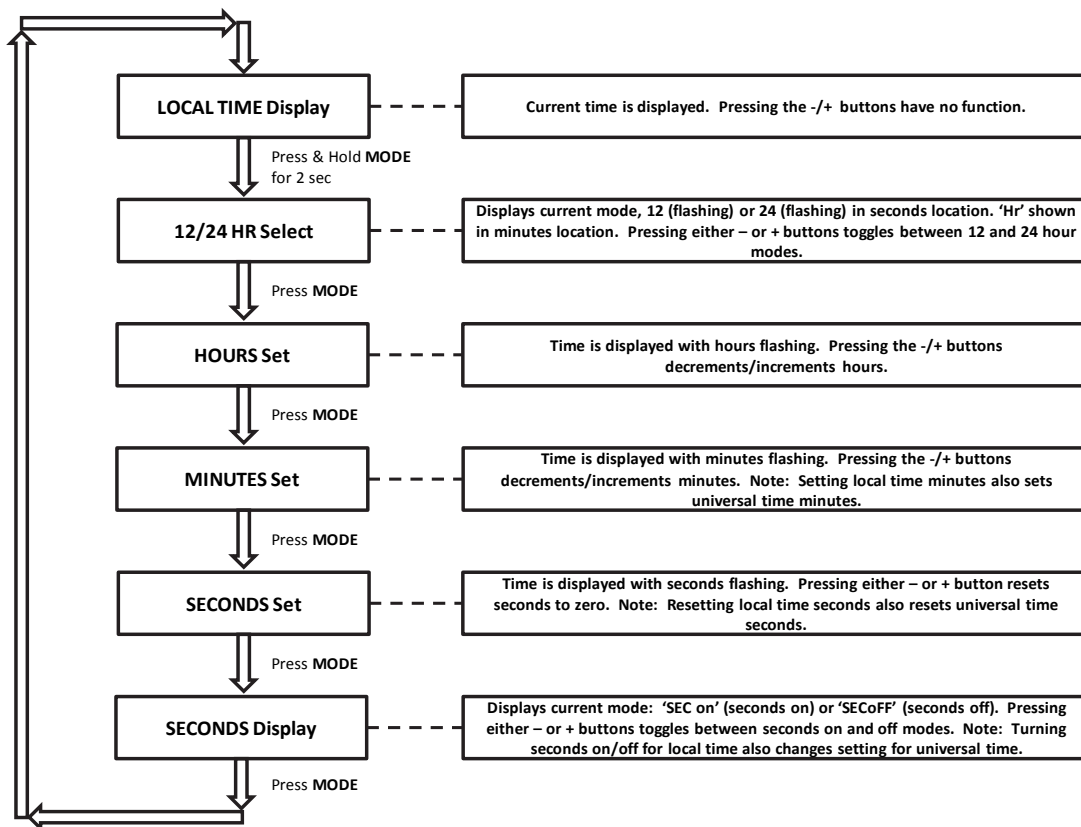 LOCAL TIME Display
Current time is displayed.  Pressing the -/+  buttons have no function.
Press & Hold MODE
for 2 sec
12/24 HR Select
Displays current mode, 12 (flashing) or 24 (flashing) in seconds location. ‘Hr’ shown
in minutes location.  Pressing either – or + buttons toggles between 12 and 24 hour
modes.
Press MODE
HOURS Set
Time is displayed with hours flashing.  Pressing the -/+ buttons
decrements/increments hours.
Press MODE
MINUTES Set
Time is displayed with minutes flashing.  Pressing the -/+ buttons
decrements/increments minutes.  Note:  Setting local time minutes also sets
universal time minutes.
Press MODE
SECONDS Set
Time is displayed with seconds flashing.  Pressing either – or + button resets
seconds to zero.  Note:  Resetting local time seconds also resets universal time
seconds.
Press MODE
SECONDS Display
Displays current mode:  ‘SEC on’ (seconds on) or ‘SECoFF’ (seconds off).  Pressing
either – or + buttons toggles between seconds on and off modes.  Note:  Turning
seconds on/off for local time also changes setting for universal time.
Press MODE